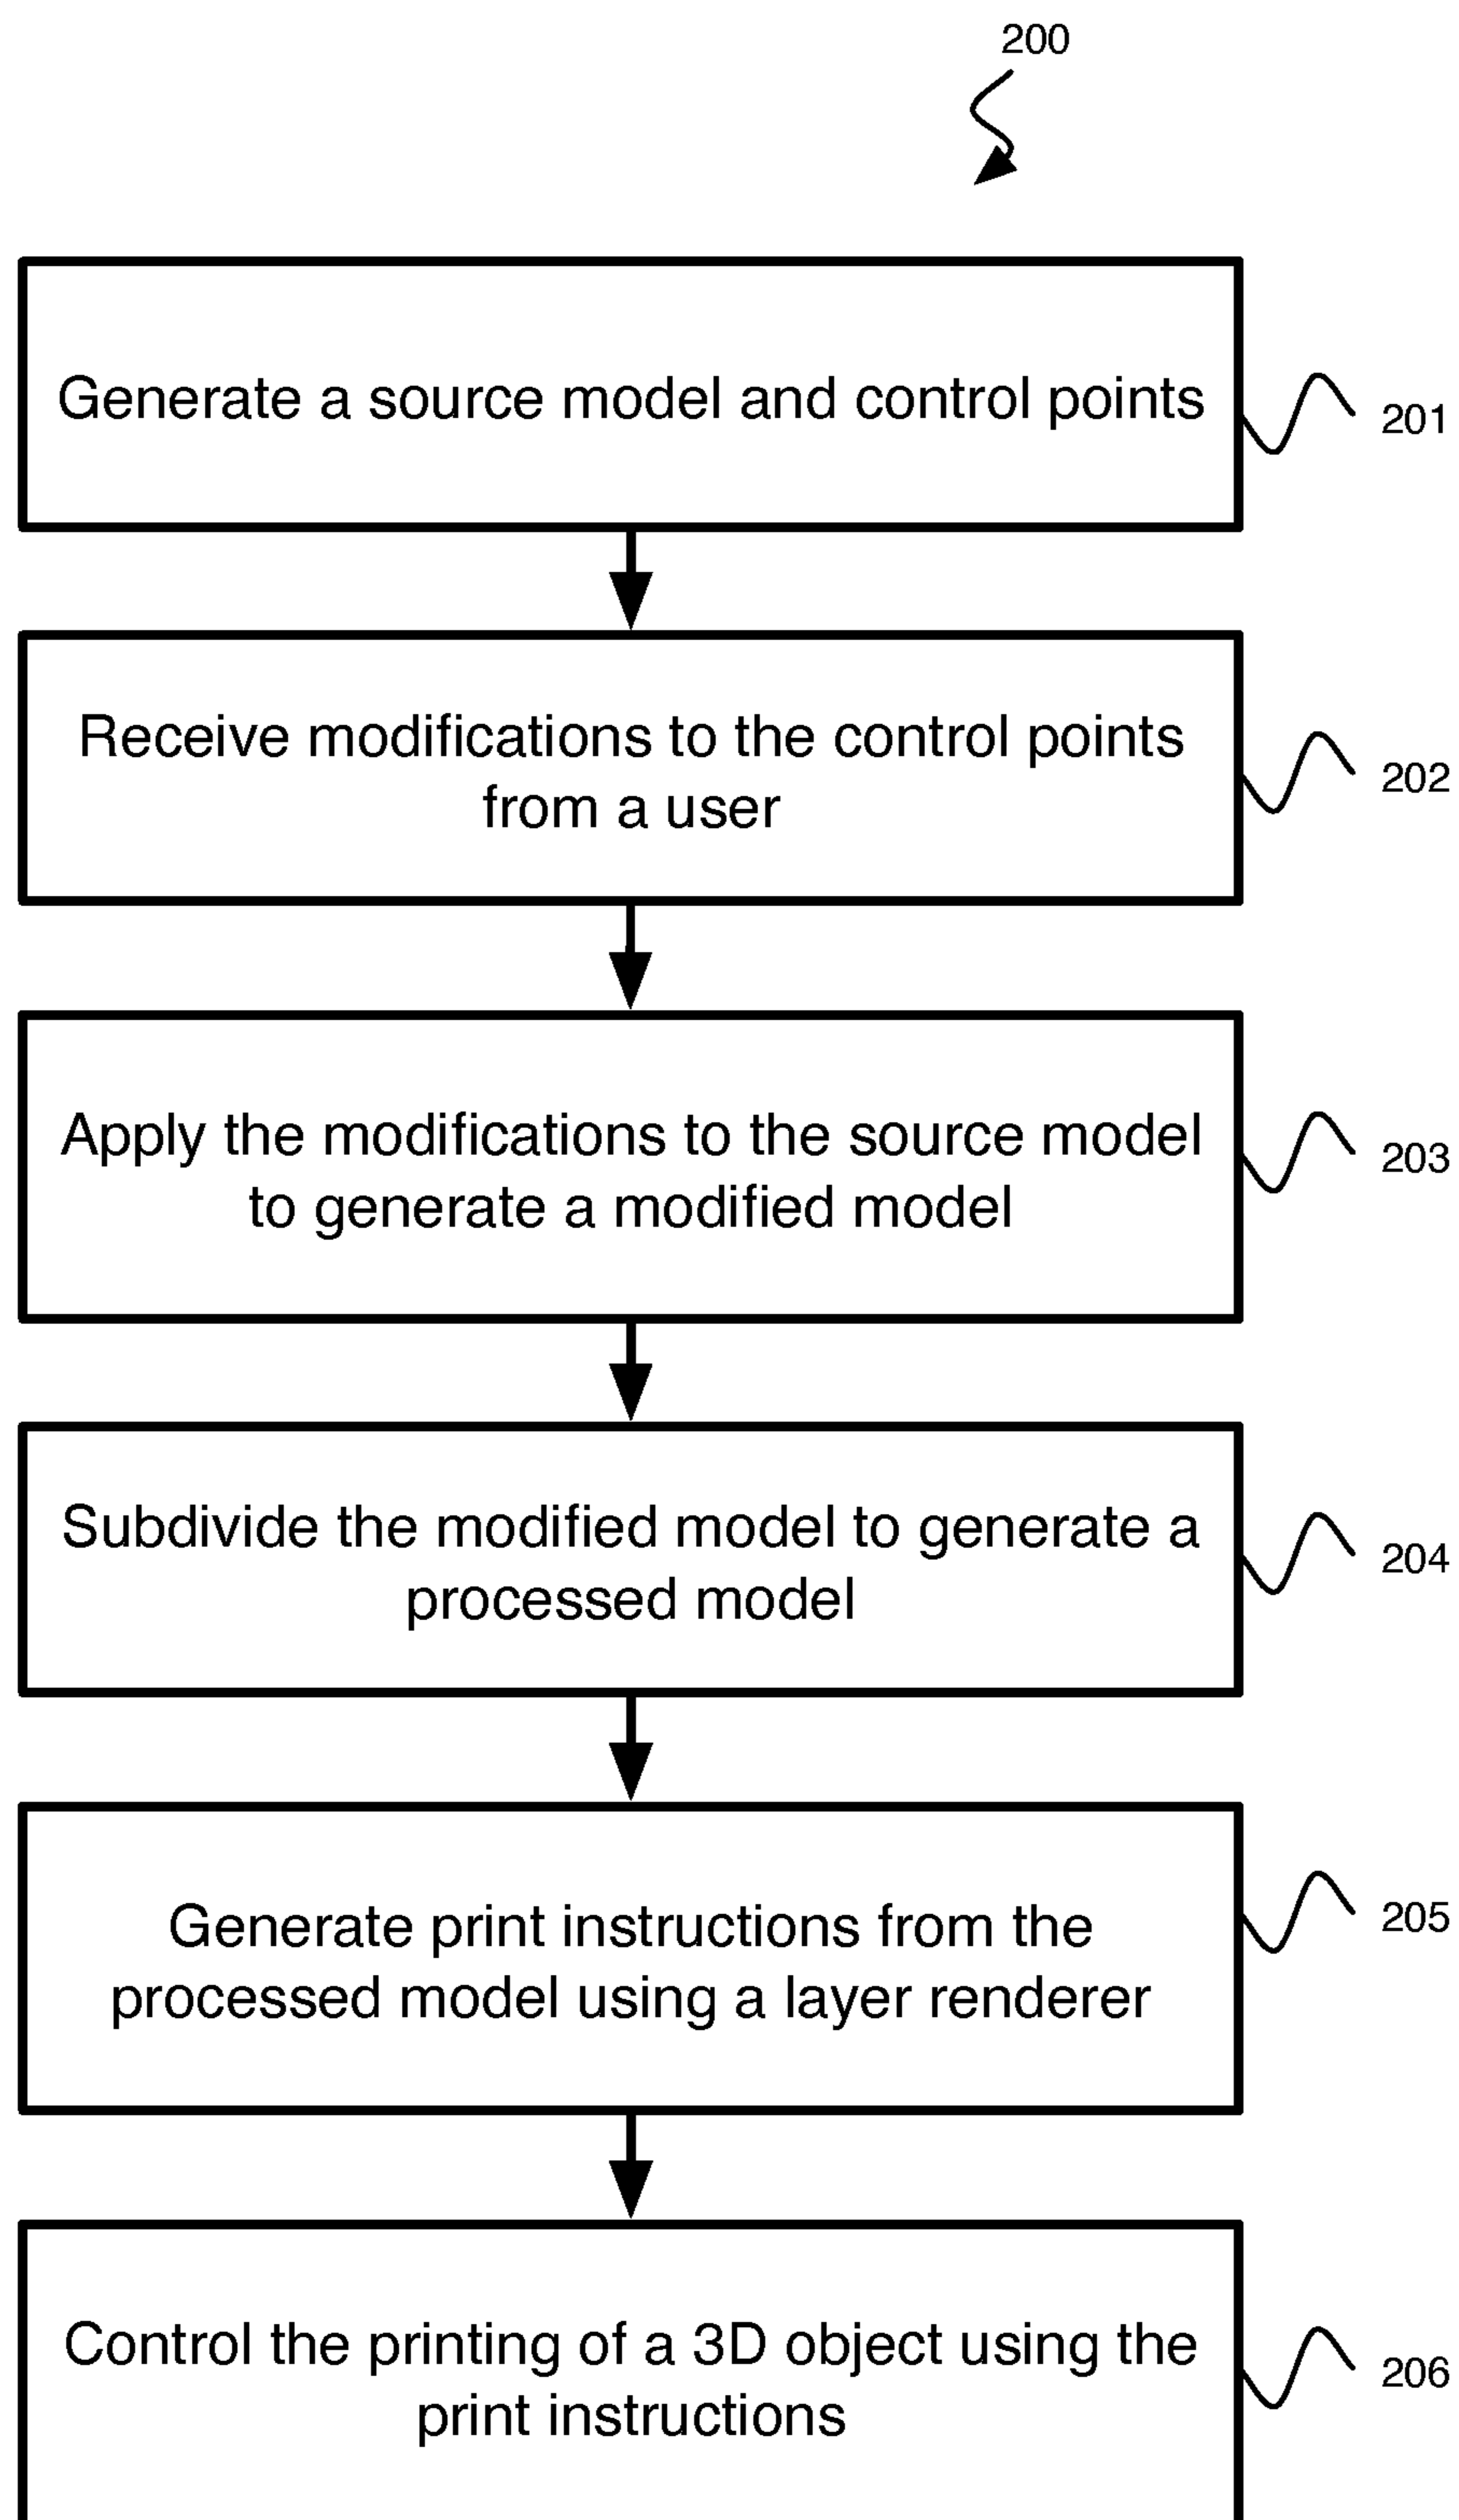 200
Generate a source model and control points
201
Receive modifications to the control points
from a user
202
Apply the modifications to the source model
to generate a modified model
203
Subdivide the modified model to generate a
processed model
204
Generate print instructions from the
processed model using a layer renderer
205
Control the printing of a 3D object using the
print instructions
206